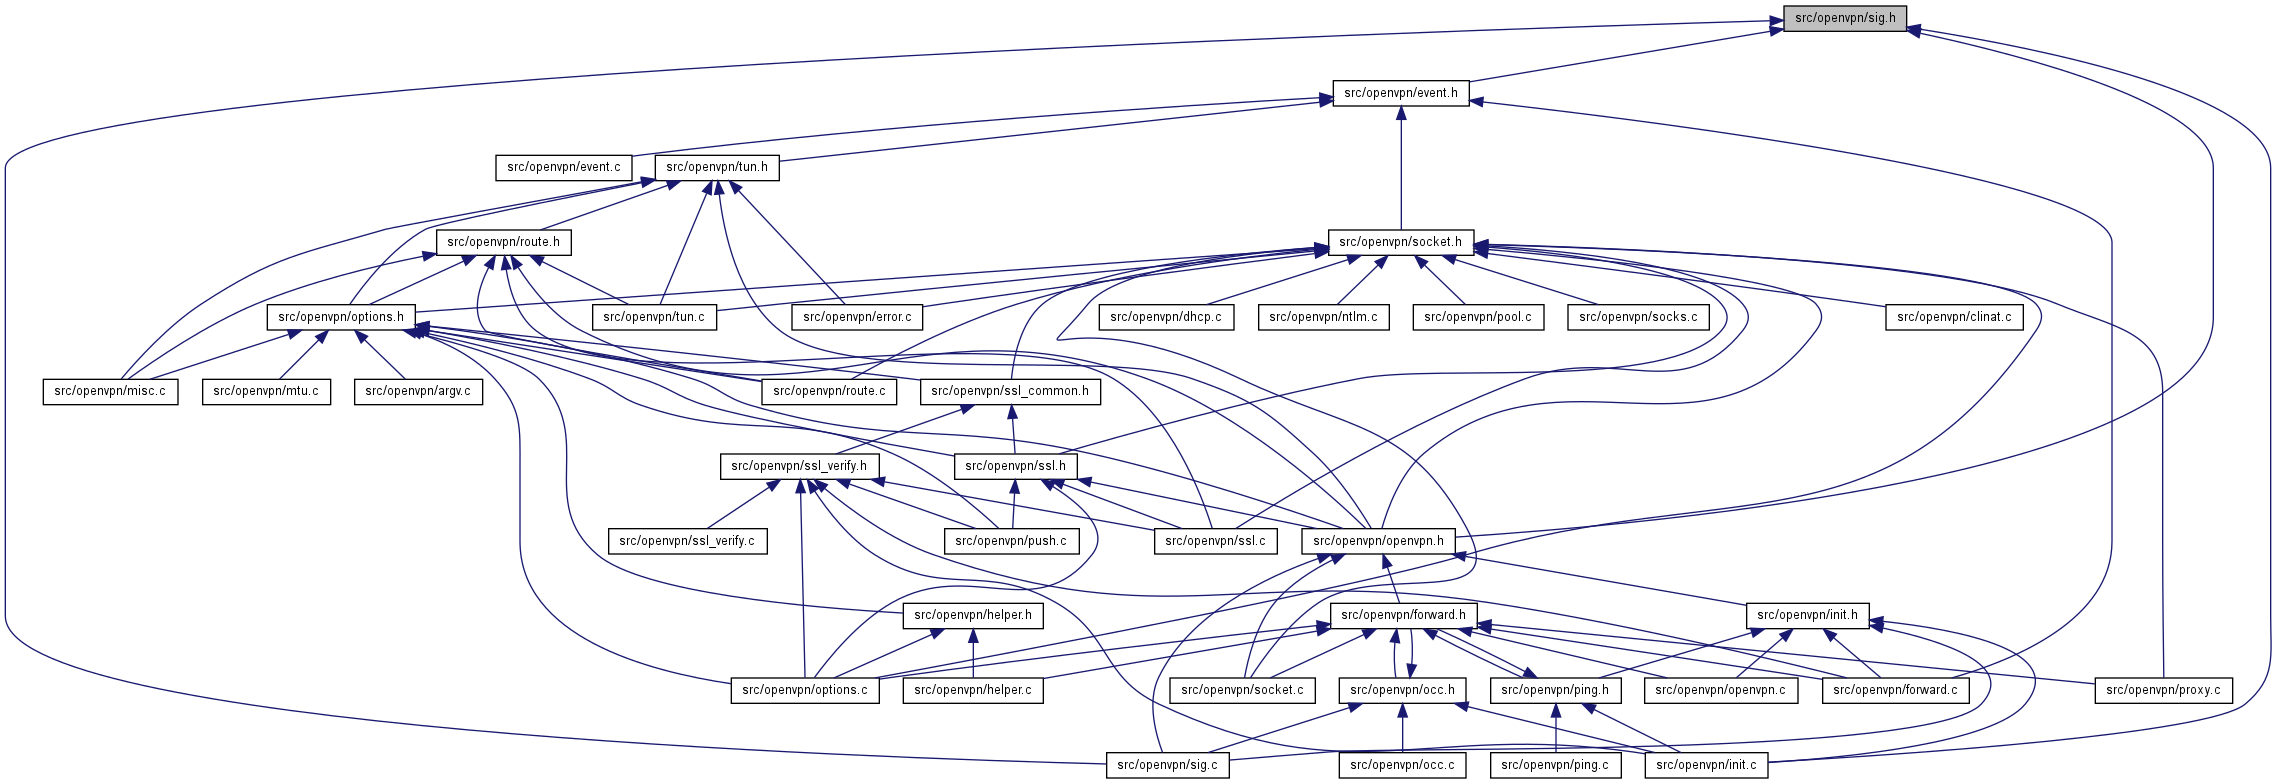 src/openvpn/sig.h
src/openvpn/event.h
src/openvpn/event.c
src/openvpn/tun.h
src/openvpn/route.h
src/openvpn/socket.h
src/openvpn/options.h
src/openvpn/tun.c
src/openvpn/error.c
src/openvpn/dhcp.c
src/openvpn/ntlm.c
src/openvpn/pool.c
src/openvpn/socks.c
src/openvpn/clinat.c
src/openvpn/misc.c
src/openvpn/mtu.c
src/openvpn/argv.c
src/openvpn/route.c
src/openvpn/ssl_common.h
src/openvpn/ssl_verify.h
src/openvpn/ssl.h
src/openvpn/ssl_verify.c
src/openvpn/push.c
src/openvpn/ssl.c
src/openvpn/openvpn.h
src/openvpn/helper.h
src/openvpn/forward.h
src/openvpn/init.h
src/openvpn/options.c
src/openvpn/helper.c
src/openvpn/socket.c
src/openvpn/occ.h
src/openvpn/ping.h
src/openvpn/openvpn.c
src/openvpn/forward.c
src/openvpn/proxy.c
src/openvpn/sig.c
src/openvpn/occ.c
src/openvpn/ping.c
src/openvpn/init.c